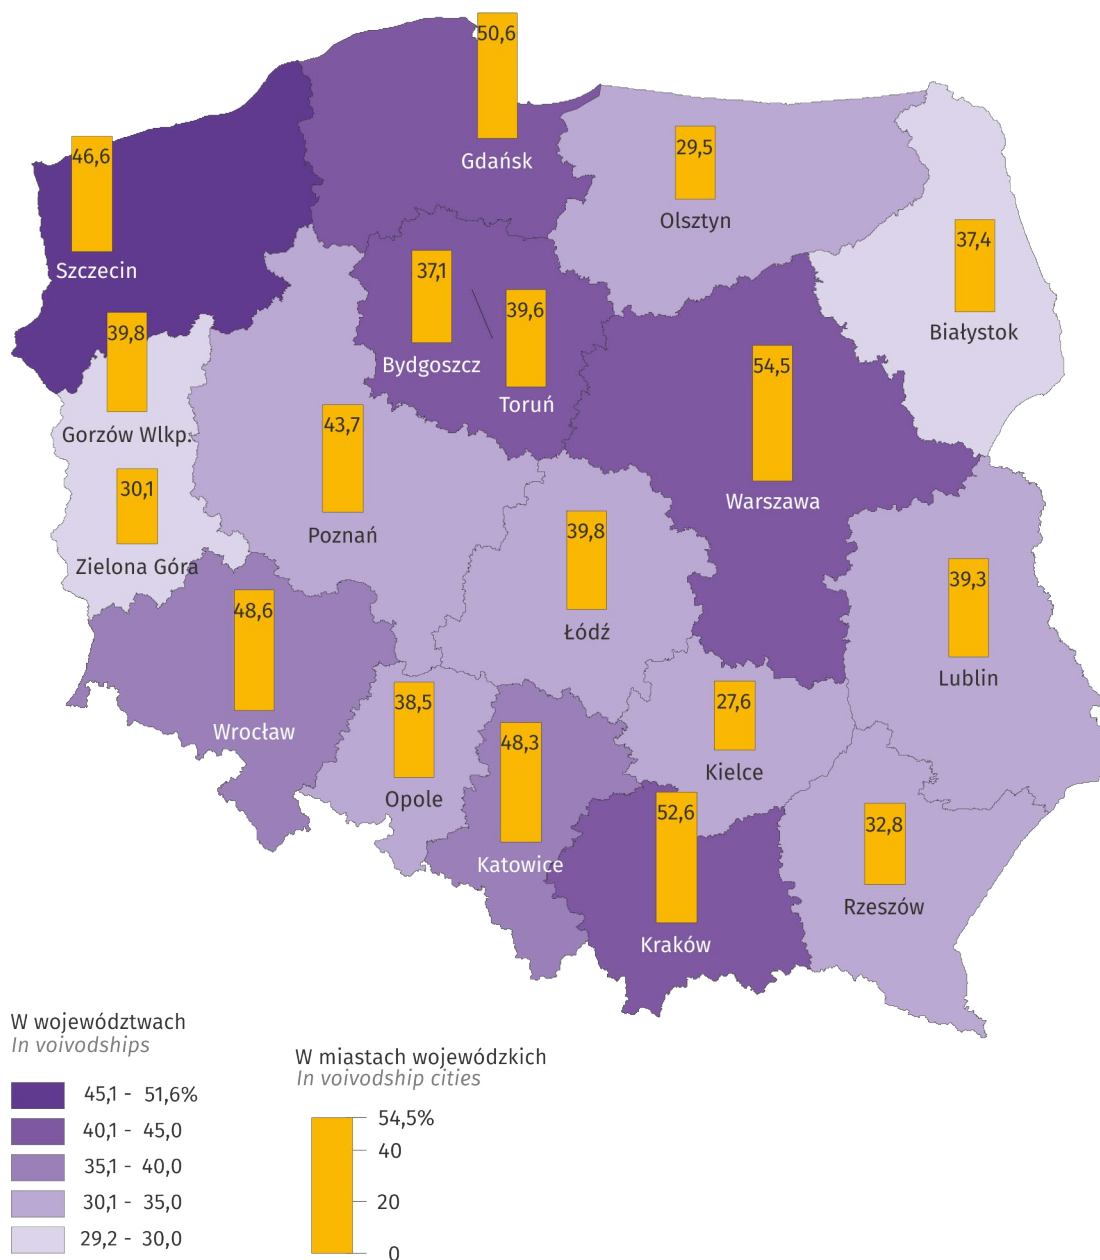 50,6
Gdańsk
46,6
Szczecin
29,5
Olsztyn
37,4
Białystok
37,1
Bydgoszcz
39,6
Toruń
39,8
Gorzów Wlkp.
54,5
Warszawa
43,7
Poznań
30,1
Zielona Góra
39,8
Łódź
39,3
Lublin
48,6
Wrocław
38,5
Opole
48,3
Katowice
27,6
Kielce
52,6
Kraków
32,8
Rzeszów
W województwach
In voivodships
45,1 - 51,6%
40,1 - 45,0
35,1 - 40,0
30,1 - 35,0
29,2 - 30,0
W miastach wojewódzkich
In voivodship cities
54,5%
40
20
0